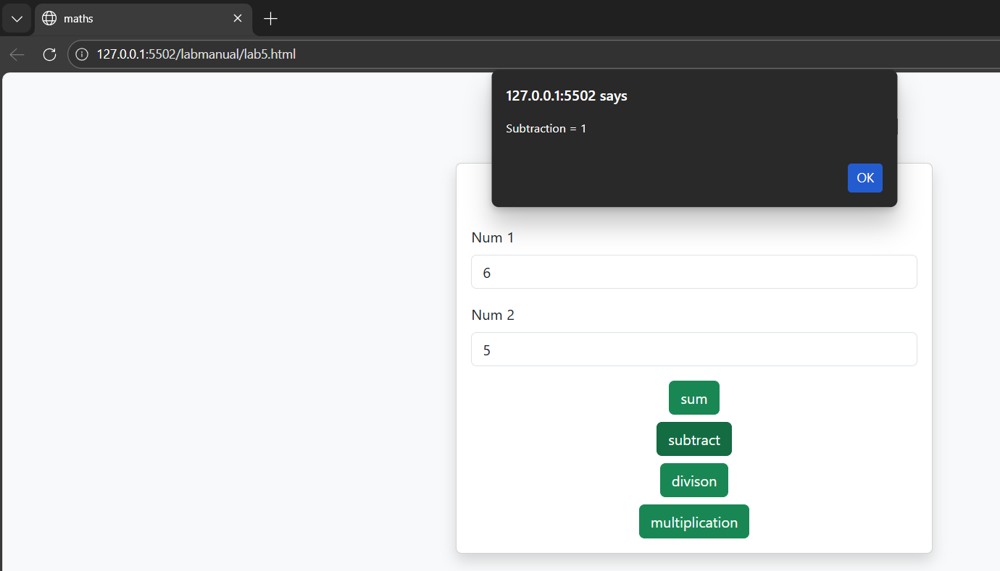 maths
127.0.0.1:5502/labmanual/lab5.html
127.0.0.1:5502 says
Subtraction = 1
OK
Num 1
6
Num 2
5
sum
subtract
divison
multiplication